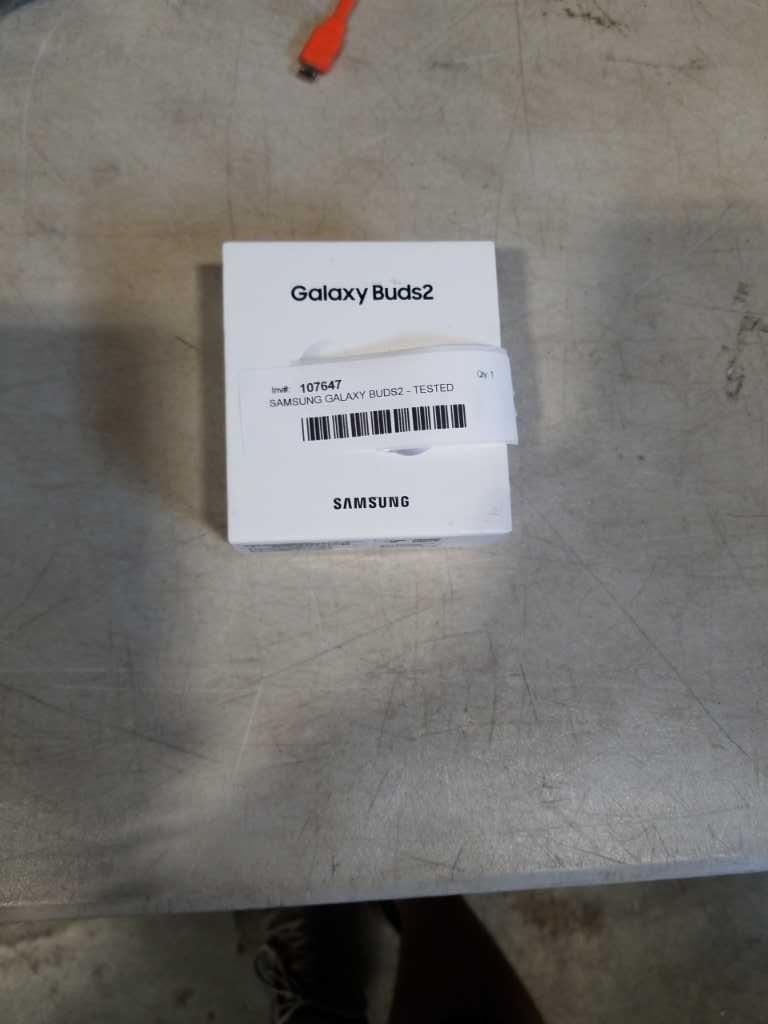 Galaxy Buds2
Inv#: 107647
Qty 1
SAMSUNG GALAXY BUDS2 - TESTED
SAMSUNG